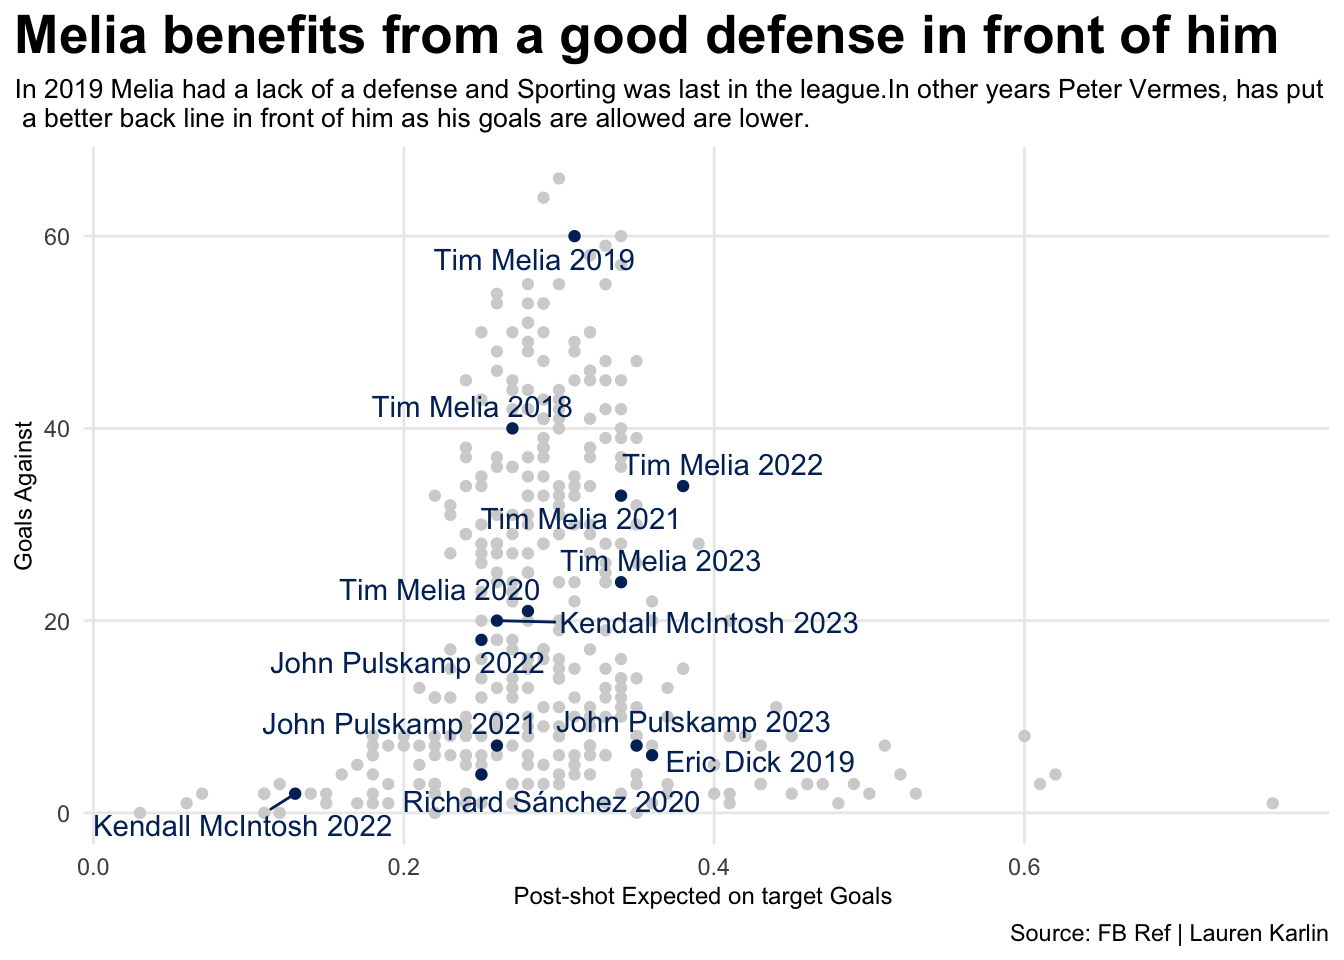 Melia benefits from a good defense in front of him
In 2019 Melia had a lack of a defense and Sporting was last in the league.In other years Peter Vermes, has put
a better back line in front of him as his goals are allowed are lower.
60
Tim Melia 2019
Tim Melia 2018
40
Tim Melia 2022
Tim Melia 2021
Goals Against
Tim Melia 2023
Tim Melia 2020
20
Kendall McIntosh 2023
John Pulskamp 2022
John Pulskamp 2021
John Pulskamp 2023
Eric Dick 2019
Richard Sánchez 2020
0
Kendall McIntosh 2022
0.0
0.2
0.4
0.6
Post-shot Expected on target Goals
Source: FB Ref | Lauren Karlin